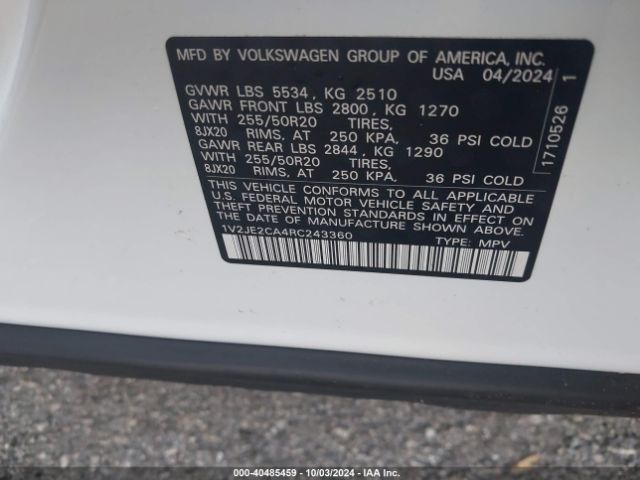 MFD BY VOLKSWAGEN GROUP OF AMERICA, INC.
USA 04/2024
GVWR LBS 5534 , KG 2510
GAWR FRONT LBS 2800 , KG 1270
WITH 255/50R20 TIRES,
8JX20 RIMS, AT 250 KPA, 36 PSI COLD
GAWR REAR LBS 2844 , KG 1290
WITH 255/50R20 TIRES,
8JX20 RIMS, AT 250 KPA, 36 PSI COLD
THIS VEHICLE CONFORMS TO ALL APPLICABLE
U.S. FEDERAL MOTOR VEHICLE SAFETY AND
THEFT PREVENTION STANDARDS IN EFFECT ON
THE DATE OF MANUFACTURE SHOWN ABOVE.
1V2JE2CA4RC243360 TYPE: MPV
1710526 1
000-40485459 - 10/03/2024 - IAA Inc.